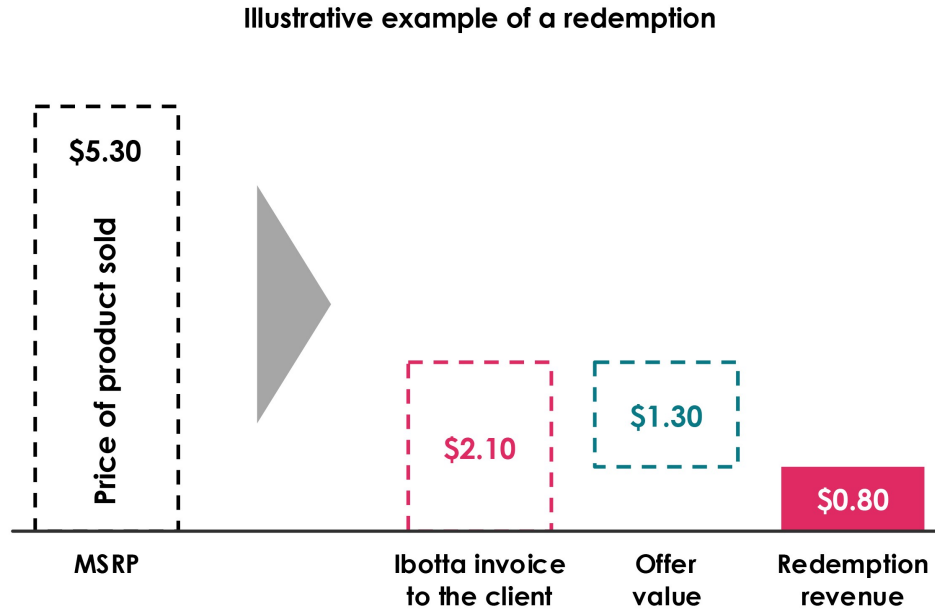 Illustrative example of a redemption
$5.30
Price of product sold
$2.10
$1.30
$0.80
MSRP
Ibotta invoice
to the client
Offer
value
Redemption
revenue